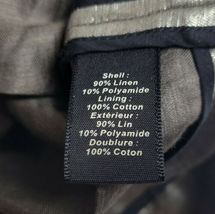 Shell :
90% Linen
10% Polyamide
Lining :
100% Cotton
Extérieur :
90% Lin
10% Polyamide
Doublure :
100% Coton